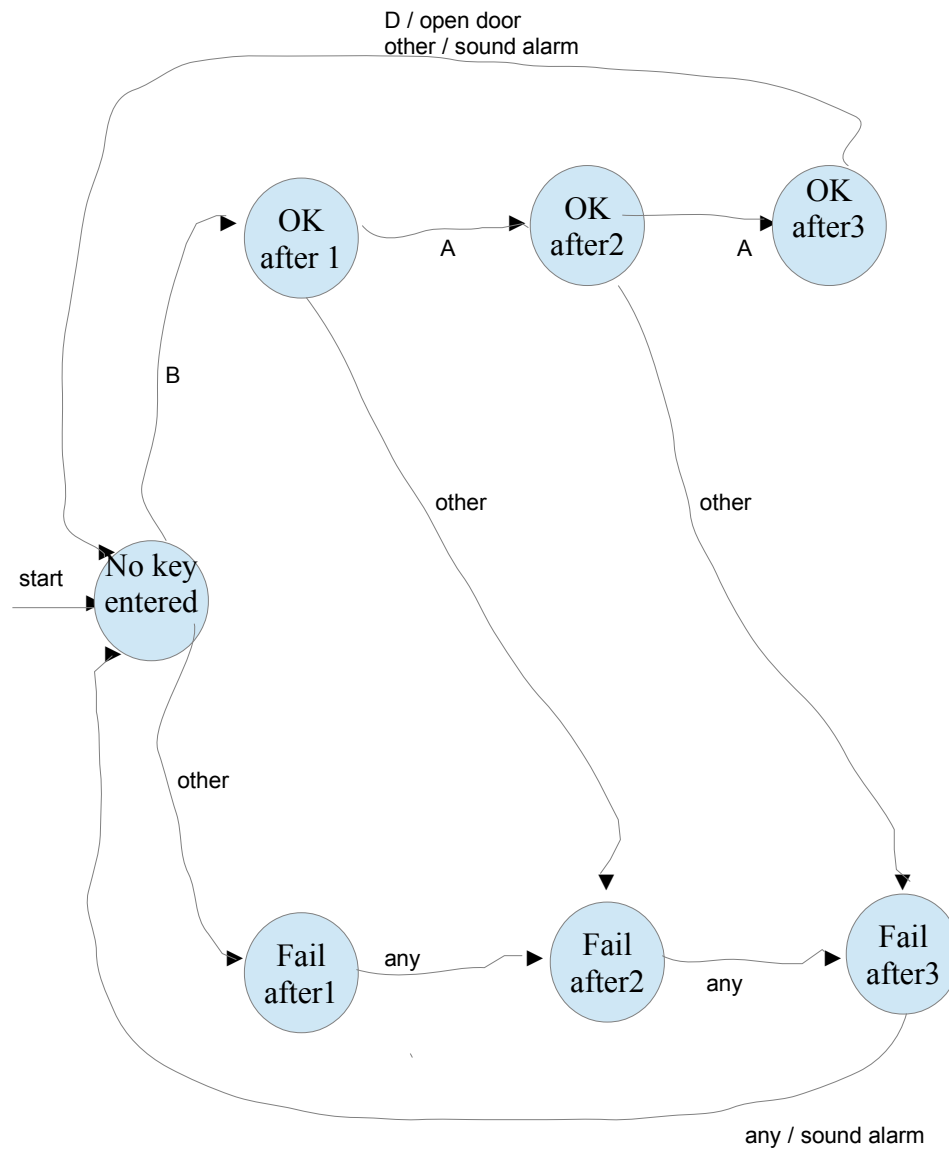 D / open door
other / sound alarm
OK
after 1
A
OK
after2
A
OK
after3
B
other
other
start
No key
entered
other
Fail
after1
any
Fail
after2
any
Fail
after3
any / sound alarm